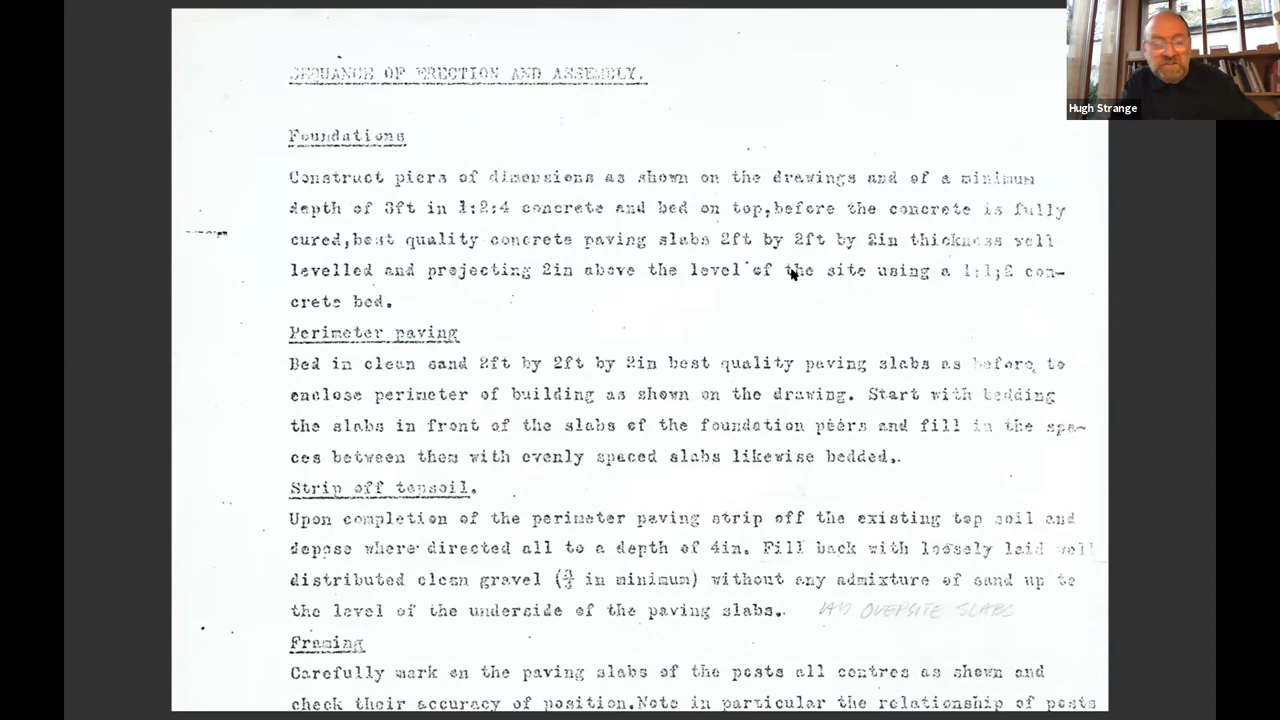 SEQUANCE OF ERECTION AND ASSEMBLY.
Hugh Strange
Foundations
Construct piers of dimensions as shown on the drawings and of a minimum
depth of 3ft in 1:2:4 concrete and bed on top,before the concrete is fully
cured,best quality concrete paving slabs 2ft by 2ft by 2in thickness well
levelled and projecting 2in above the level of the site using a 1:1;2 con-
crete bed.
Perimeter paving
Bed in clean sand 2ft by 2ft by 2in best quality paving slabs as before to
enclose perimeter of building as shown on the drawing. Start with bedding
the slabs in front of the slabs of the foundation péers and fill in the spa-
ces between them with evenly spaced slabs likewise bedded..
Strip off topsoil.
Upon completion of the perimeter paving strip off the existing top soil and
depose where directed all to a depth of 4in. Fill back with loosely laid well
distributed clean gravel ( in minimum) without any admixture of sand up to
the level of the underside of the paving slabs.. OVERSITE SLABS
Framing
Carefully mark on the paving slabs of the posts all centres as shown and
check their accuracy of position.Note in particular the relationship of posts